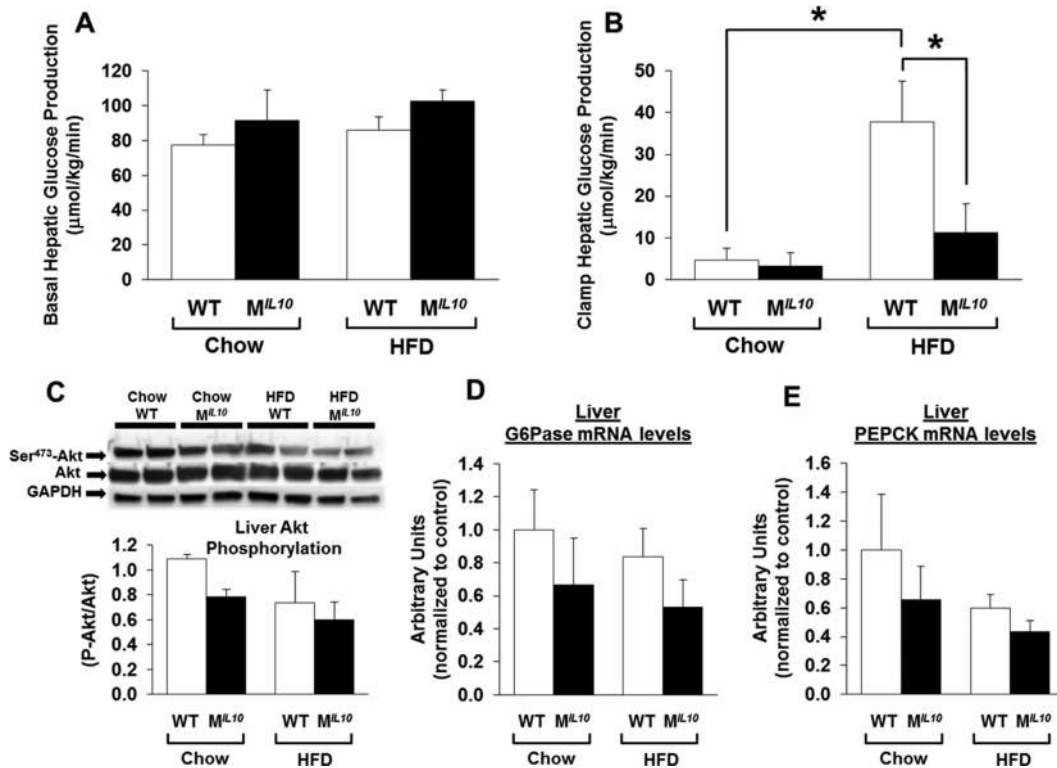 A
Basal Hepatic Glucose Production
(μmol/kg/min)
120
100
80
60
40
20
0
WT M^IL10 WT M^IL10
Chow HFD
B
Clamp Hepatic Glucose Production
(μmol/kg/min)
* *
50
40
30
20
10
0
WT M^IL10 WT M^IL10
Chow HFD
C
Chow WT
Chow M^IL10
HFD WT
HFD M^IL10
Ser^473-Akt
Akt
GAPDH
Liver Akt
Phosphorylation
(P-Akt/Akt)
1.2
1.0
0.8
0.6
0.4
0.2
0.0
WT M^IL10 WT M^IL10
Chow HFD
D
Liver
G6Pase mRNA levels
Arbitrary Units
(normalized to control)
1.4
1.2
1.0
0.8
0.6
0.4
0.2
0.0
WT M^IL10 WT M^IL10
Chow HFD
E
Liver
PEPCK mRNA levels
Arbitrary Units
(normalized to control)
1.6
1.4
1.2
1.0
0.8
0.6
0.4
0.2
0.0
WT M^IL10 WT M^IL10
Chow HFD